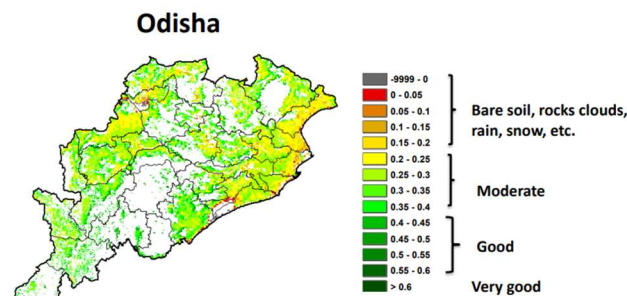 Odisha
-9999 - 0
0 - 0.05
0.05 - 0.1
0.1 - 0.15
0.15 - 0.2
0.2 - 0.25
0.25 - 0.3
0.3 - 0.35
0.35 - 0.4
0.4 - 0.45
0.45 - 0.5
0.5 - 0.55
0.55 - 0.6
> 0.6
Bare soil, rocks clouds,
rain, snow, etc.
Moderate
Good
Very good